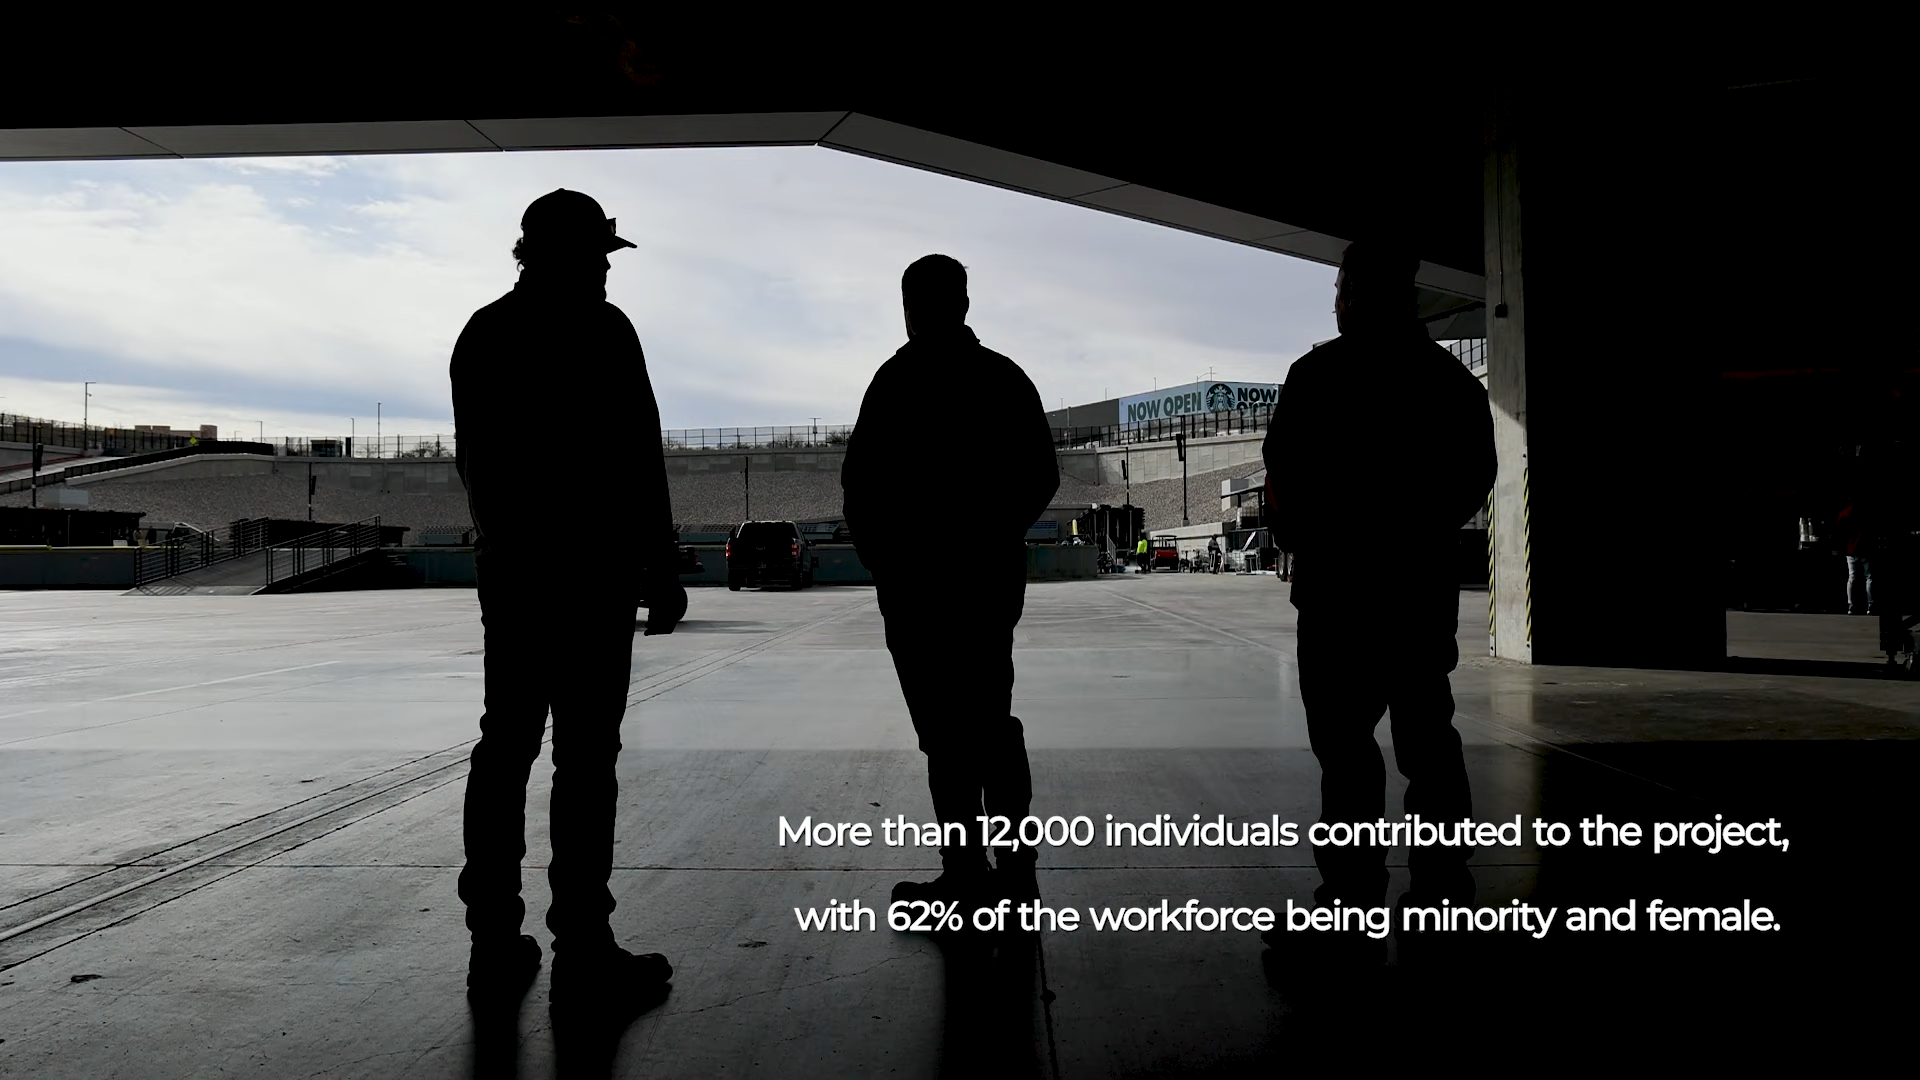 NOW OPEN
NOW
More than 12,000 individuals contributed to the project,
with 62% of the workforce being minority and female.